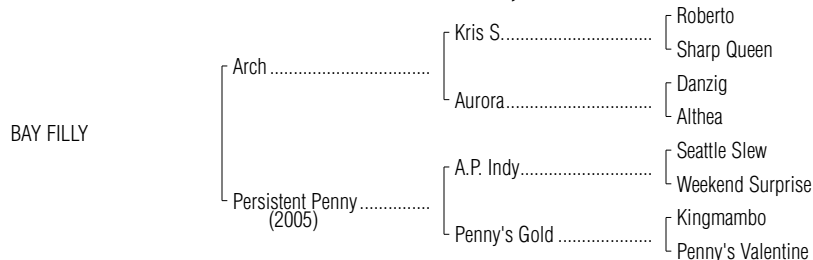 Roberto
Kris S.
Sharp Queen
Arch
Danzig
Aurora
Althea
BAY FILLY
Seattle Slew
A.P. Indy
Weekend Surprise
Persistent Penny
(2005)
Kingmambo
Penny's Gold
Penny's Valentine